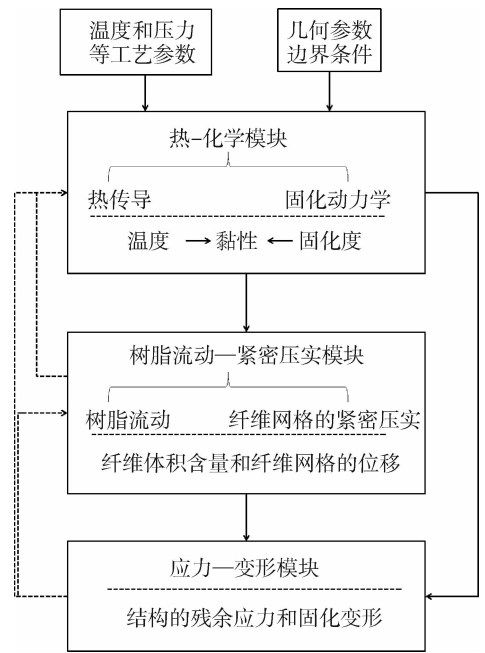 温度和压力
等工艺参数
几何参数
边界条件
热–化学模块
热传导 固化动力学
温度 黏性 固化度
树脂流动—紧密压实模块
树脂流动 纤维网格的紧密压实
纤维体积含量和纤维网格的位移
应力—变形模块
结构的残余应力和固化变形